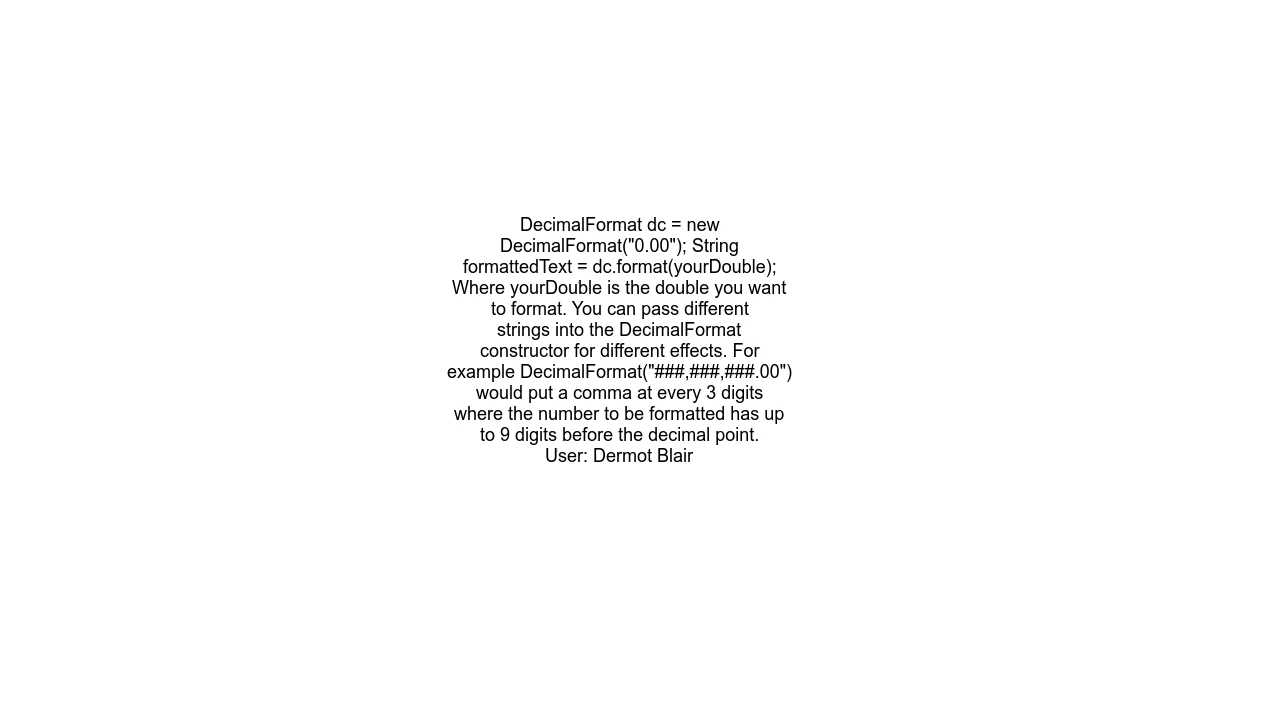 DecimalFormat dc = new
DecimalFormat("0.00"); String
formattedText = dc.format(yourDouble);
Where yourDouble is the double you want
to format. You can pass different
strings into the DecimalFormat
constructor for different effects. For
example DecimalFormat("###,###,###.00")
would put a comma at every 3 digits
where the number to be formatted has up
to 9 digits before the decimal point.
User: Dermot Blair